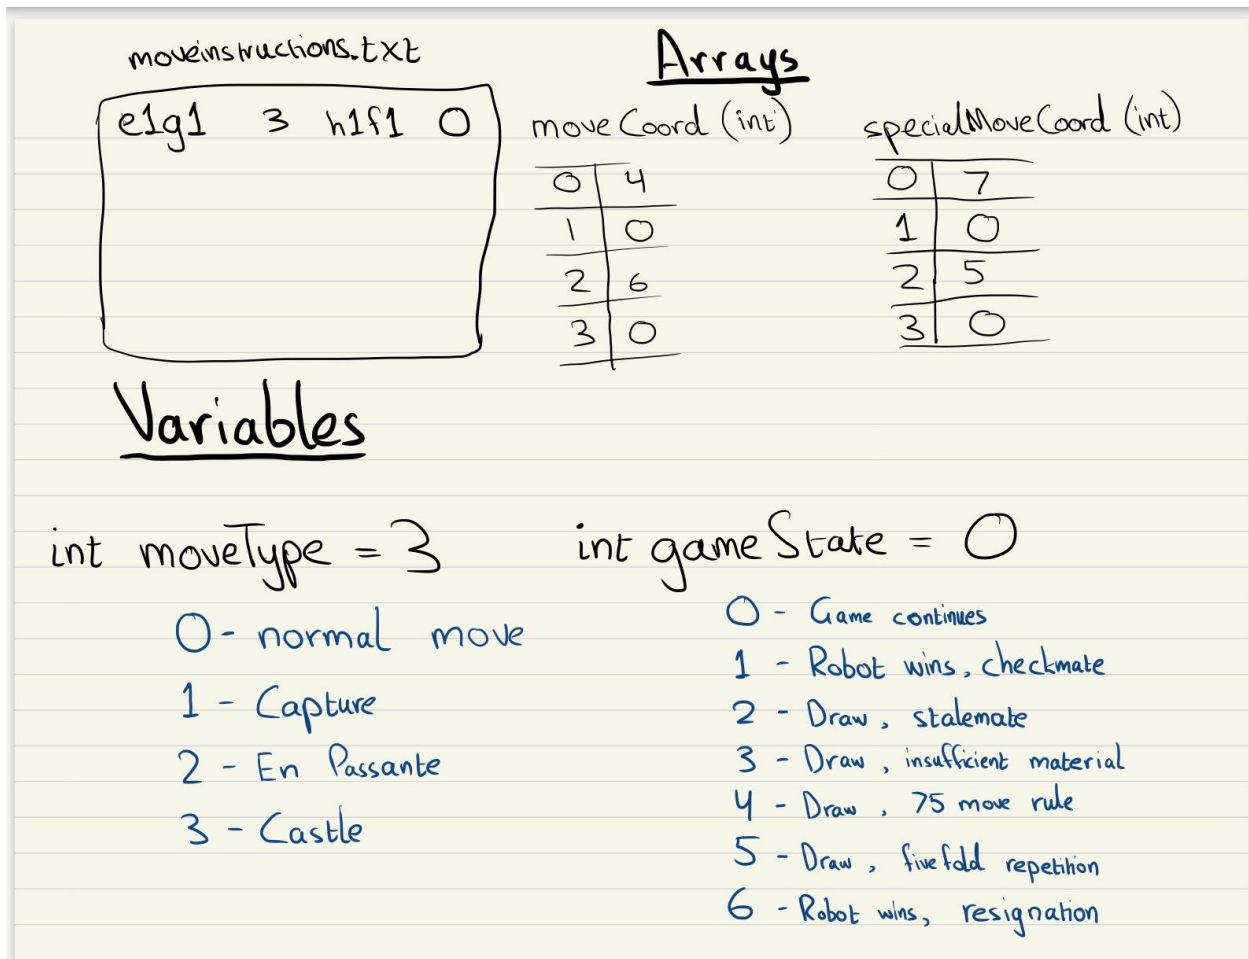 moveinstructions.txt
e1g1 3 h1f1 0
Arrays
moveCoord (int)
0 4
1 0
2 6
3 0
specialMoveCoord (int)
0 7
1 0
2 5
3 0
Variables
int moveType = 3
0 - normal move
1 - Capture
2 - En Passante
3 - Castle
int gameState = 0
0 - Game continues
1 - Robot wins, checkmate
2 - Draw, stalemate
3 - Draw, insufficient material
4 - Draw, 75 move rule
5 - Draw, fivefold repetition
6 - Robot wins, resignation